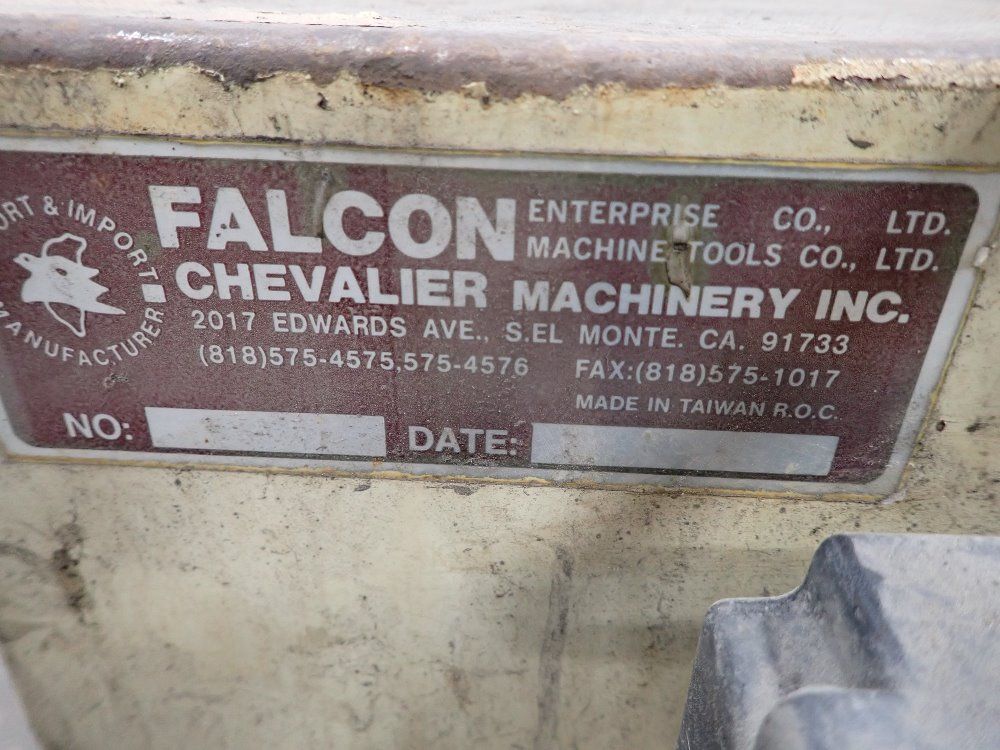 ORT & IMPORT
MANUFACTURER
FALCON ENTERPRISE CO., LTD.
MACHINE TOOLS CO., LTD.
CHEVALIER MACHINERY INC.
2017 EDWARDS AVE., S.EL MONTE. CA. 91733
(818)575-4575,575-4576 FAX:(818)575-1017
MADE IN TAIWAN R.O.C.
NO: DATE: